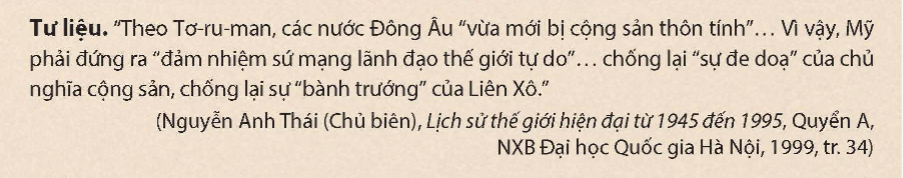 Tư liệu. “Theo Tơ-ru-man, các nước Đông Âu “vừa mới bị cộng sản thôn tính”... Vì vậy, Mỹ
phải đứng ra “đảm nhiệm sứ mạng lãnh đạo thế giới tự do”... chống lại “sự đe doạ” của chủ
nghĩa cộng sản, chống lại sự “bành trướng” của Liên Xô.”
(Nguyễn Anh Thái (Chủ biên), Lịch sử thế giới hiện đại từ 1945 đến 1995, Quyển A,
NXB Đại học Quốc gia Hà Nội, 1999, tr. 34)